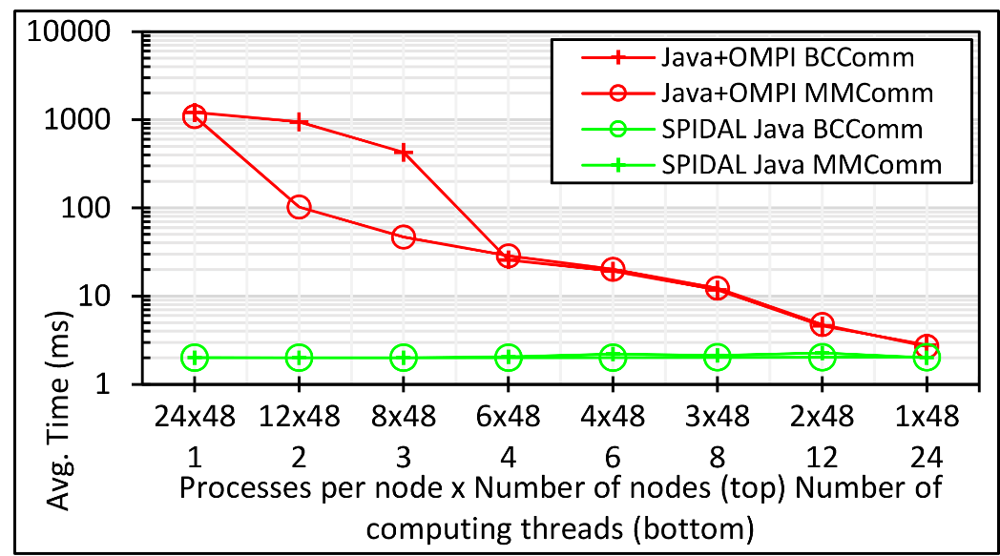 10000
1000
100
10
1
Avg. Time (ms)
Java+OMPI BCComm
Java+OMPI MMComm
SPIDAL Java BCComm
SPIDAL Java MMComm
24x48 12x48 8x48 6x48 4x48 3x48 2x48 1x48
1 2 3 4 6 8 12 24
Processes per node x Number of nodes (top) Number of
computing threads (bottom)